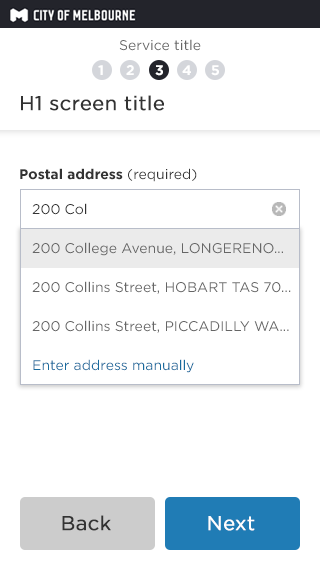 CITY OF MELBOURNE
Service title
1 2 3 4 5
H1 screen title
Postal address (required)
200 Col
200 College Avenue, LONGERENO...
200 Collins Street, HOBART TAS 70...
200 Collins Street, PICCADILLY WA...
Enter address manually
Back Next